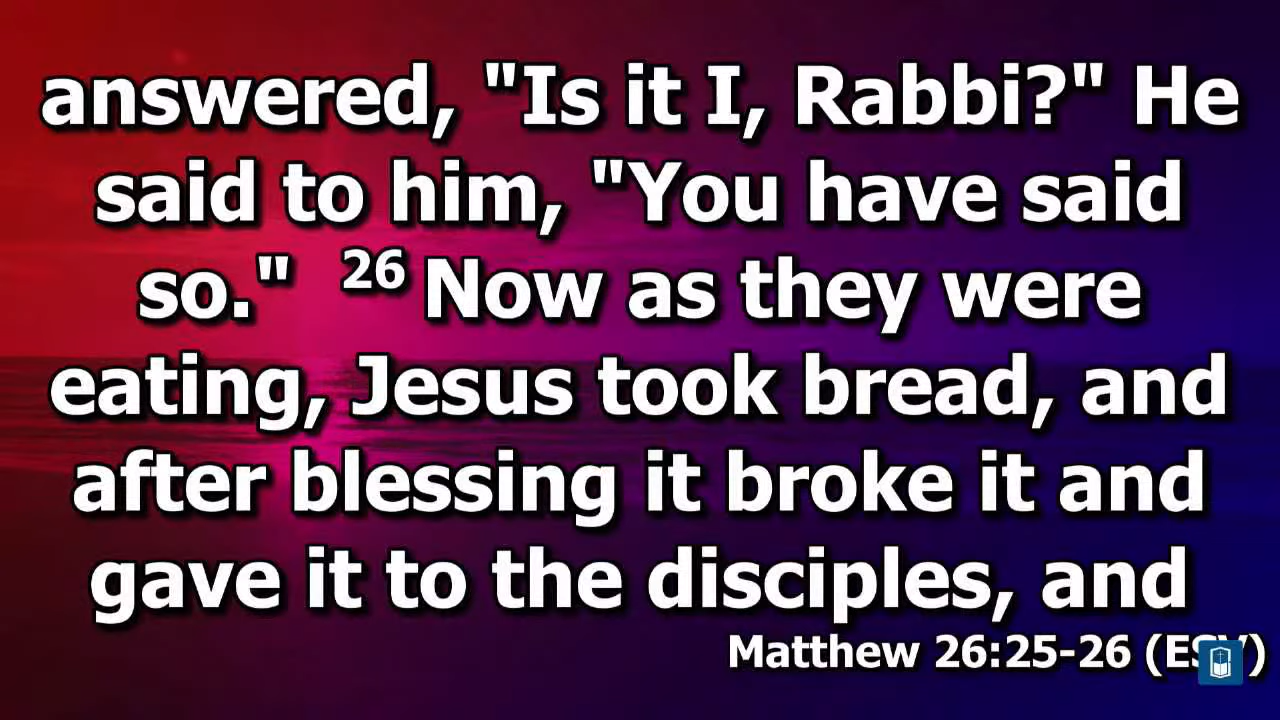 answered, "Is it I, Rabbi?" He
said to him, "You have said
so." 26 Now as they were
eating, Jesus took bread, and
after blessing it broke it and
gave it to the disciples, and
Matthew 26:25-26 (ESV)